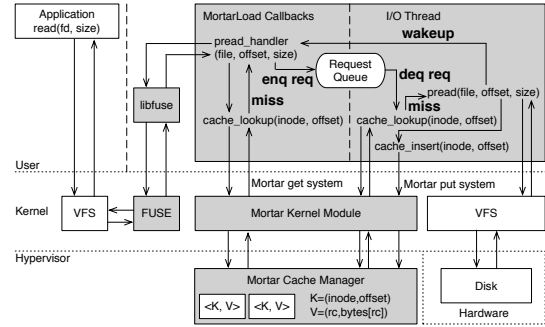 Application
read(fd, size)
MortarLoad Callbacks
I/O Thread
wakeup
pread_handler
(file, offset, size)
enq req
Request
Queue
deq req
miss
miss
pread(file, offset, size)
libfuse
cache_lookup(inode, offset)
cache_lookup(inode, offset)
cache_insert(inode, offset)
User
Mortar get system
Mortar put system
Kernel
VFS
FUSE
Mortar Kernel Module
VFS
Hypervisor
Mortar Cache Manager
<K, V>
<K, V>
K=(inode,offset)
V=(rc,bytes[rc])
Disk
Hardware